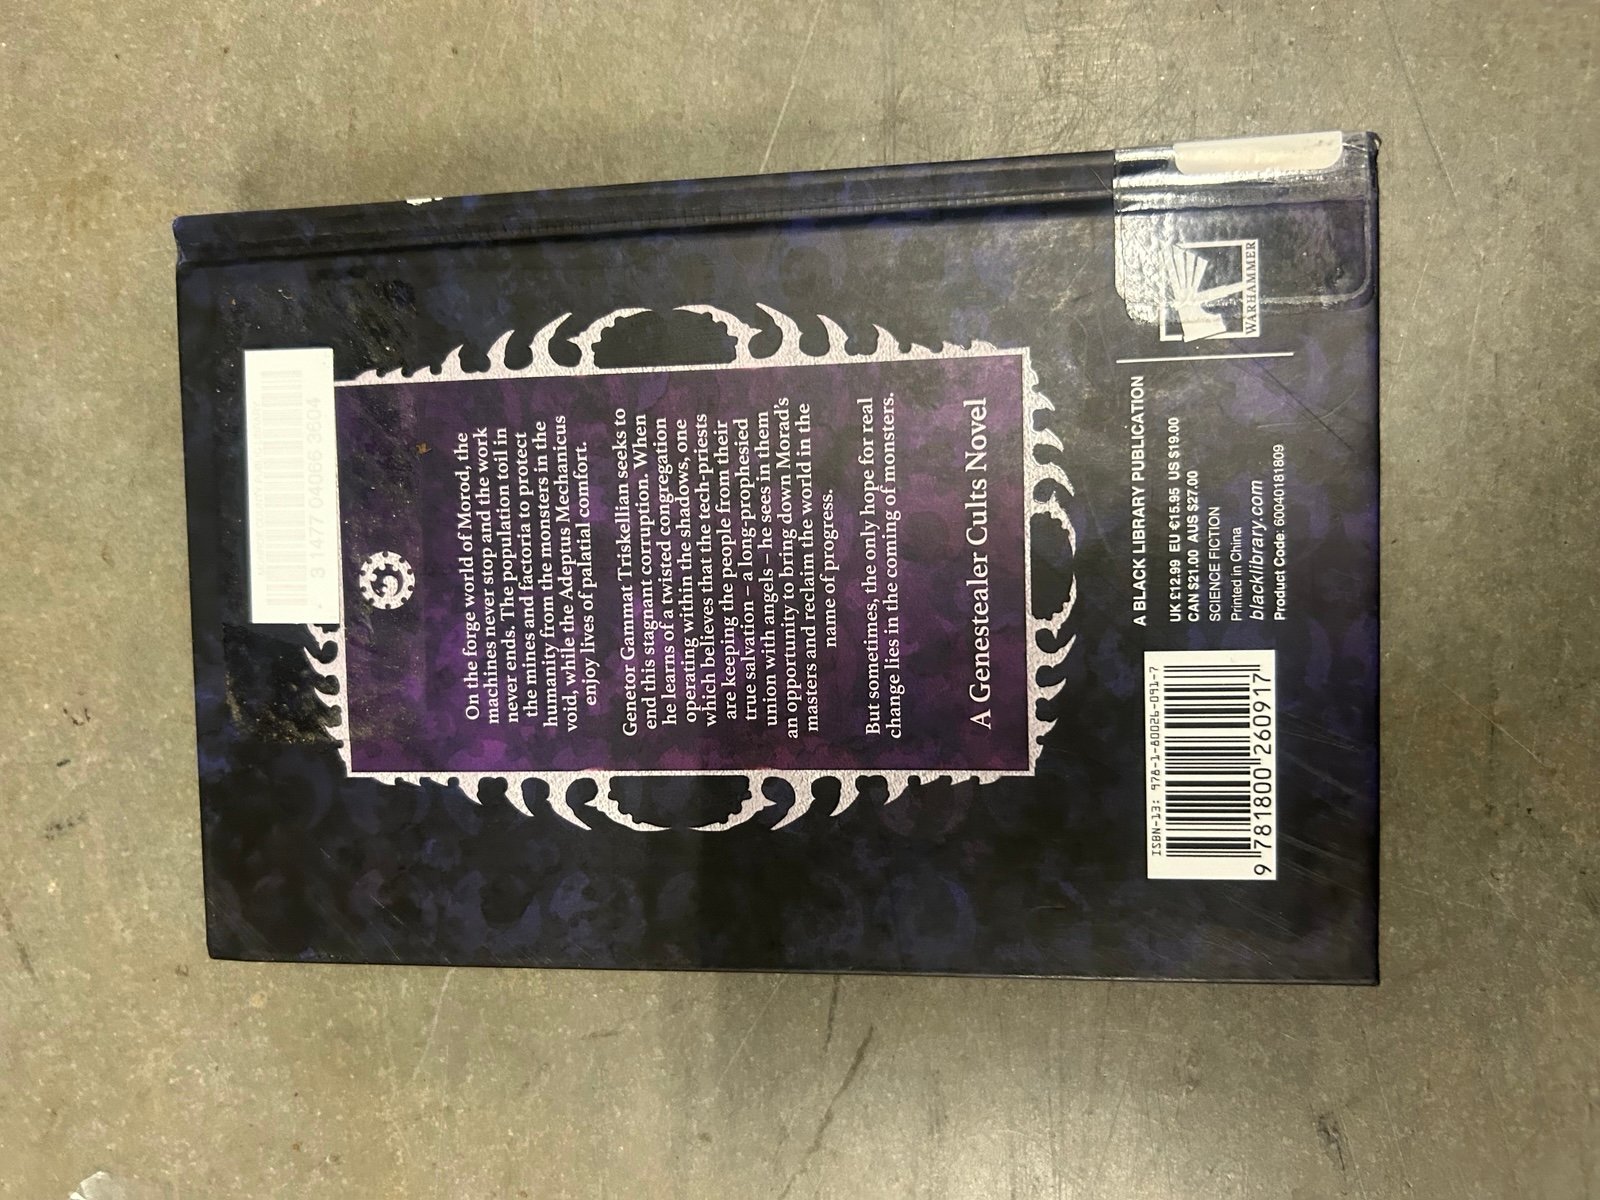 3 1477 04066 3604
On the forge world of Morod, the
machines never stop and the work
never ends. The population toil in
the mines and factoria to protect
humanity from the monsters in the
void, while the Adeptus Mechanicus
enjoy lives of palatial comfort.
Genetor Gammat Triskellian seeks to
end this stagnant corruption. When
he learns of a twisted congregation
operating within the shadows, one
which believes that the tech-priests
are keeping the people from their
true salvation – a long-prophesied
union with angels – he sees in them
an opportunity to bring down Morad's
masters and reclaim the world in the
name of progress.
But sometimes, the only hope for real
change lies in the coming of monsters.
A Genestealer Cults Novel
ISBN-13: 978-1-80026-091-7
9 781800 260917
A BLACK LIBRARY PUBLICATION
UK £12.99 EU €15.95 US $19.00
CAN $21.00 AUS $27.00
SCIENCE FICTION
Printed in China
blacklibrary.com
Product Code: 60040181809
WARHAMMER